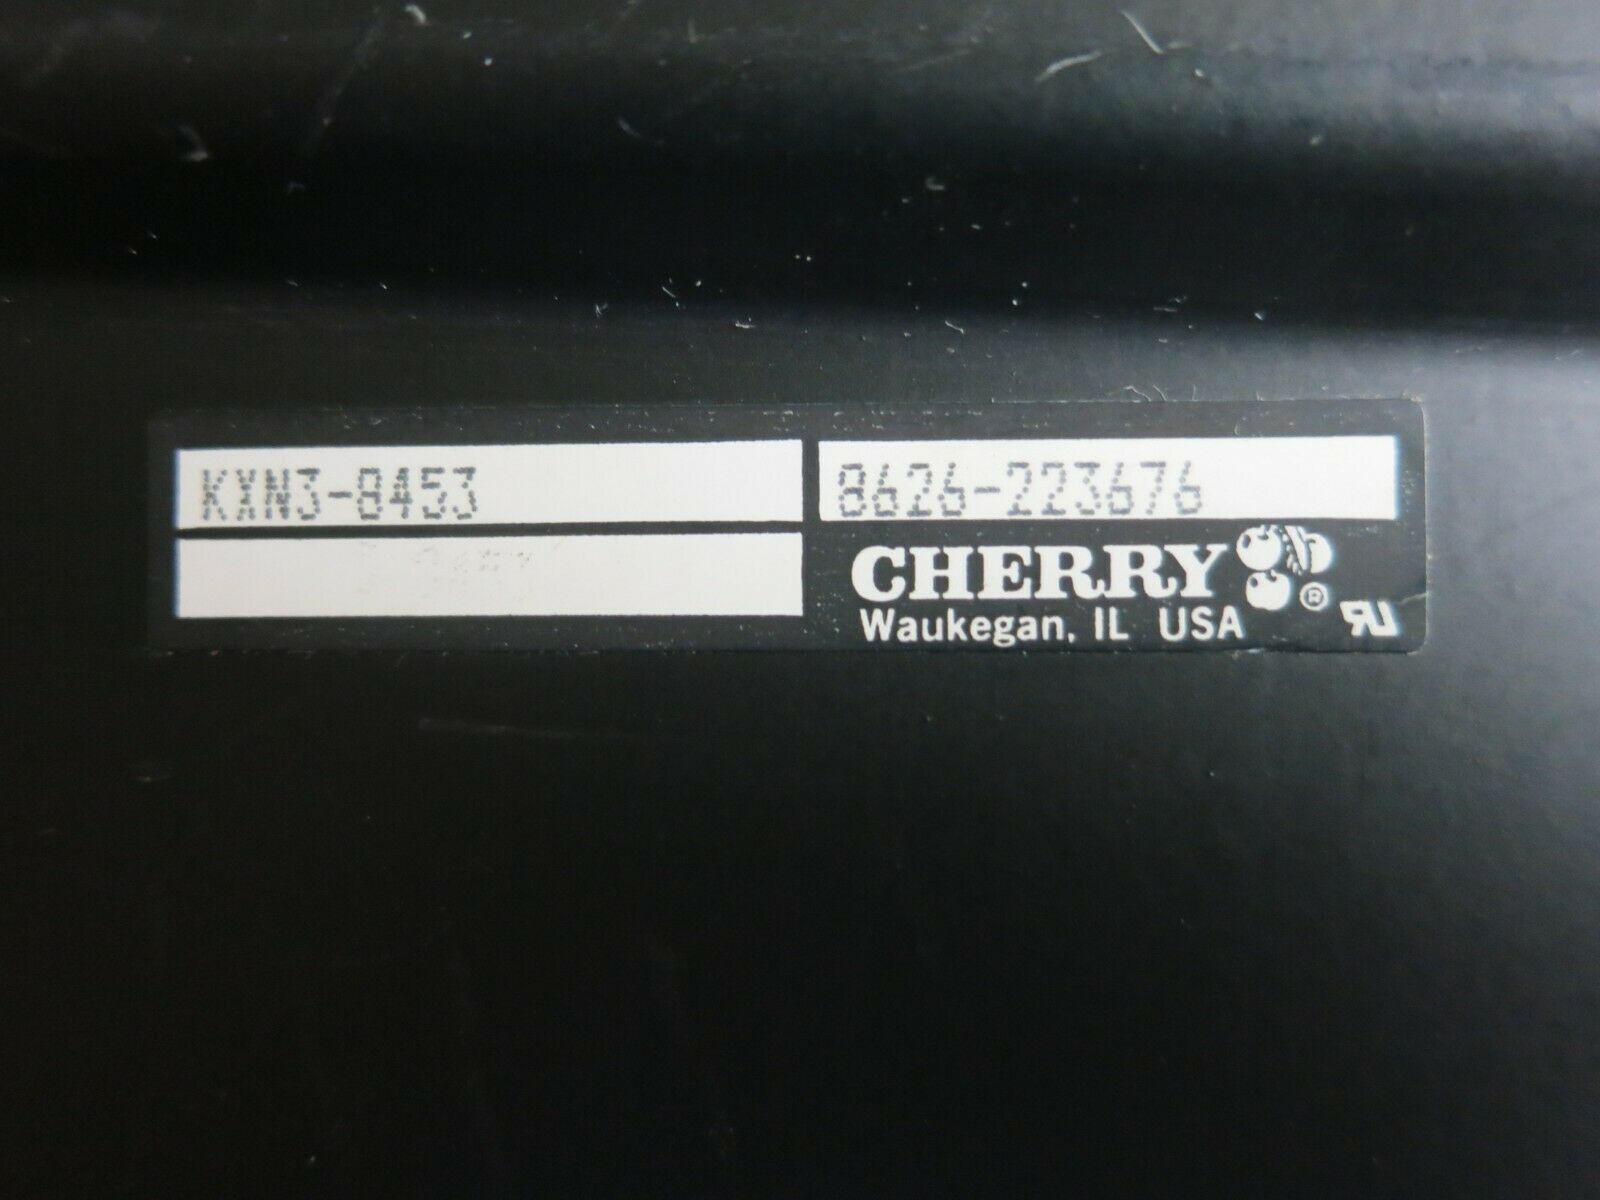 KXN3-8453
8626-223676
CHERRY ®
Waukegan, IL USA